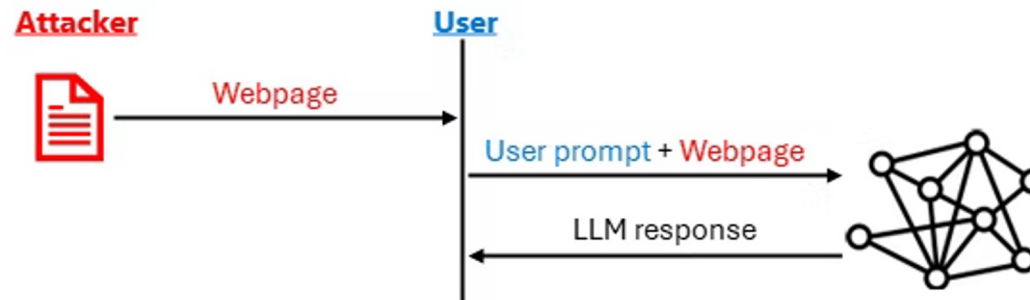 Attacker
User
Webpage
User prompt + Webpage
LLM response